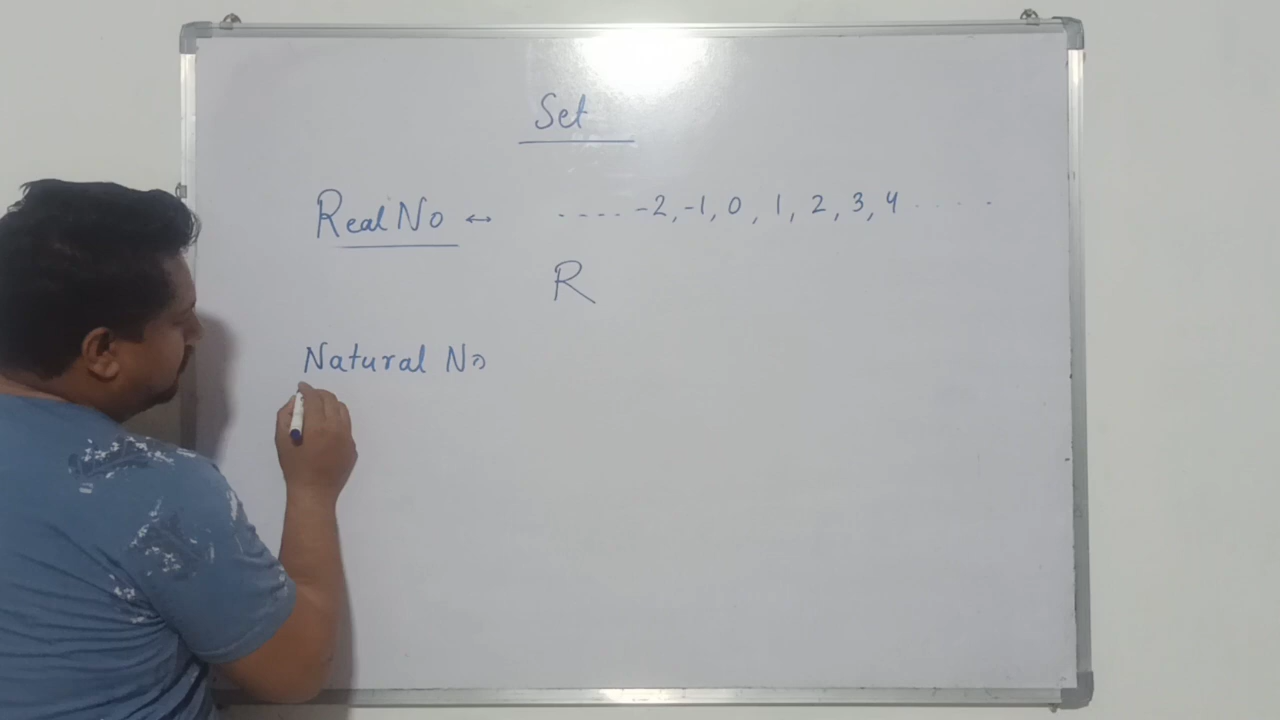 Set
Real No ↔ .... -2, -1, 0, 1, 2, 3, 4 .....
R
Natural No